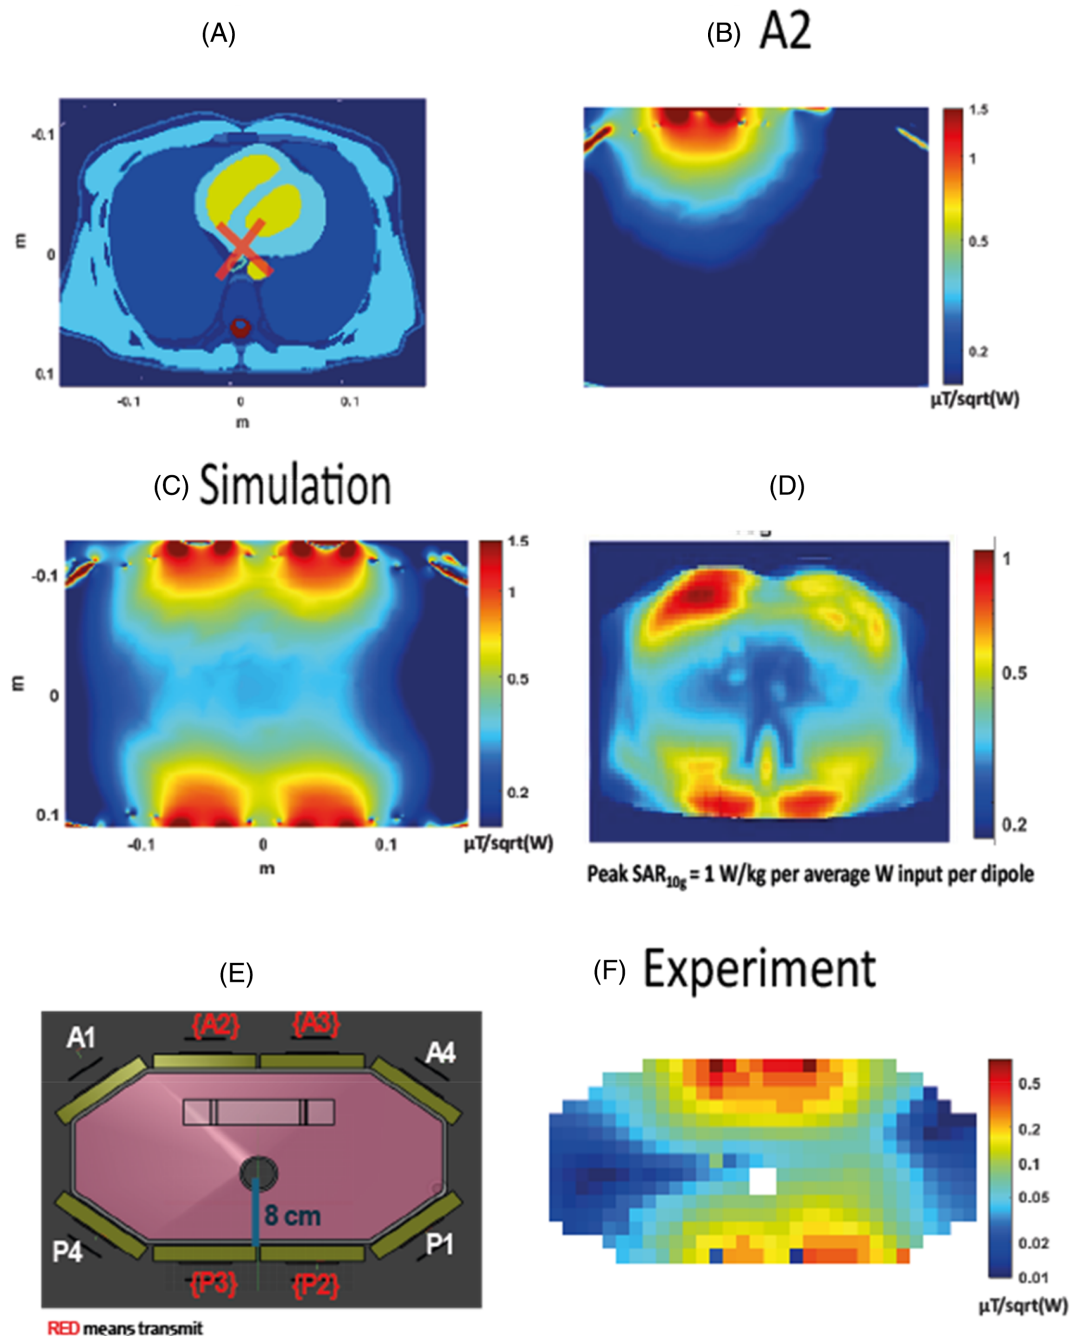 (A)
(B) A2
-0.1
0
0.1
m
-0.1
0
0.1
m
1.5
1
0.5
0.2
μT/sqrt(W)
(C) Simulation
(D)
-0.1
0
0.1
m
-0.1
0
0.1
m
1.5
1
0.5
0.2
μT/sqrt(W)
1
0.5
0.2
Peak SAR10g = 1 W/kg per average W input per dipole
(E)
(F) Experiment
A1
{A2}
{A3}
A4
8 cm
P4
{P3}
{P2}
P1
RED means transmit
0.5
0.2
0.1
0.05
0.02
0.01
μT/sqrt(W)